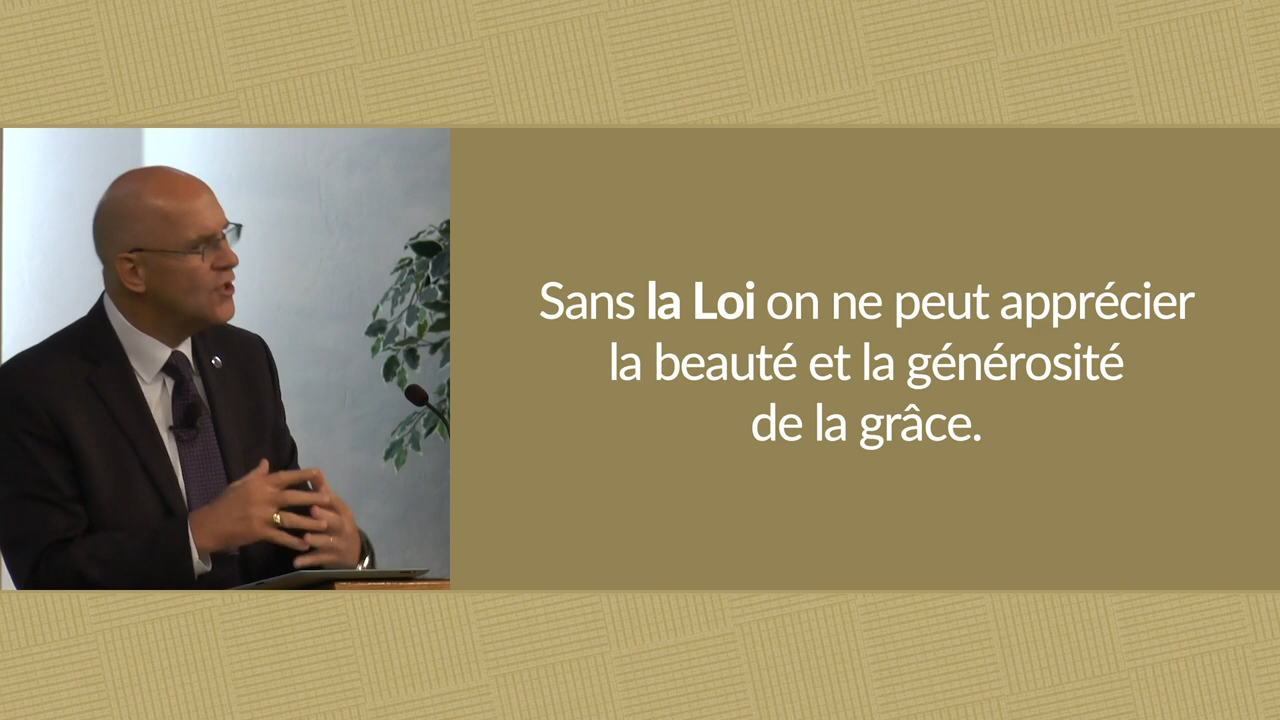 Sans la Loi on ne peut apprécier
la beauté et la générosité
de la grâce.